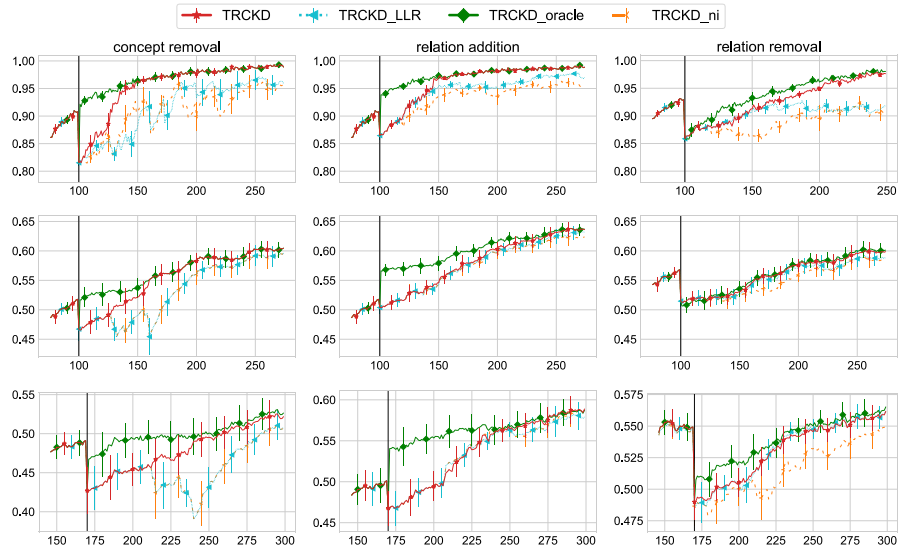 TRCKD TRCKD_LLR TRCKD_oracle TRCKD_ni
concept removal relation addition relation removal
1.00 1.00 1.00
0.95 0.95 0.95
0.90 0.90 0.90
0.85 0.85 0.85
0.80 0.80 0.80
100 150 200 250 100 150 200 250 100 150 200 250
0.65 0.65 0.65
0.60 0.60 0.60
0.55 0.55 0.55
0.50 0.50 0.50
0.45 0.45 0.45
100 150 200 250 100 150 200 250 100 150 200 250
0.55 0.60 0.575
0.50 0.55 0.550
0.45 0.50 0.525
0.40 0.45 0.500
0.475
150 175 200 225 250 275 300 150 175 200 225 250 275 300 150 175 200 225 250 275 300